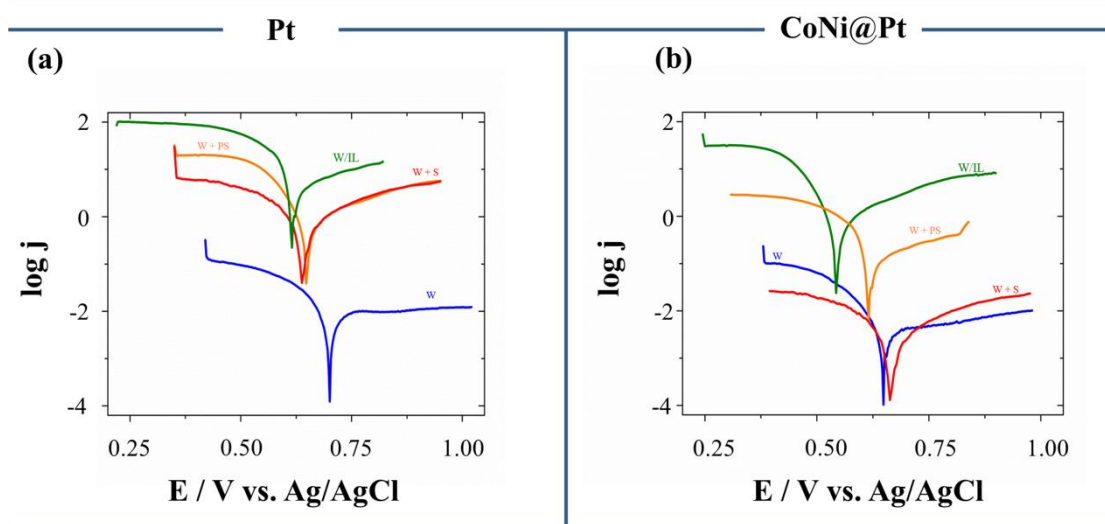 Pt
CoNi@Pt
(a)
(b)
2
0
-2
-4
log j
W + PS
W/IL
W + S
W
0.25
0.50
0.75
1.00
E / V vs. Ag/AgCl
2
0
-2
-4
log j
W/IL
W + PS
W
W + S
0.25
0.50
0.75
1.00
E / V vs. Ag/AgCl